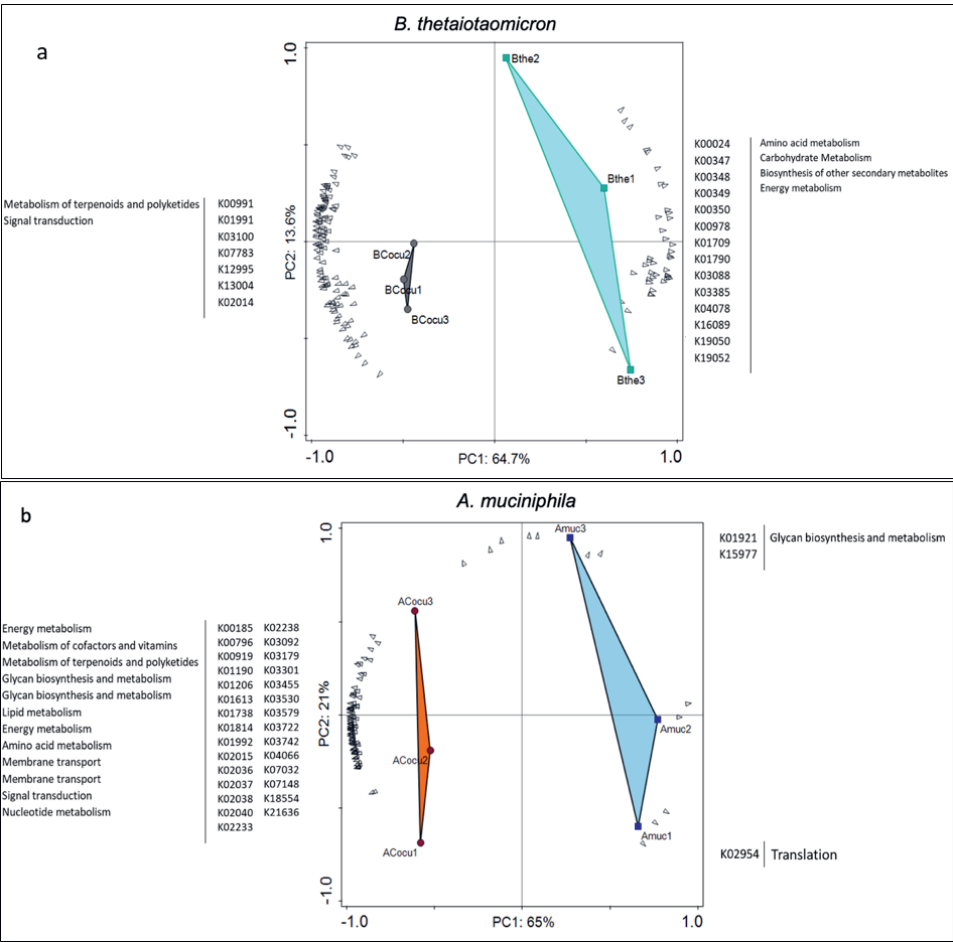 B. thetaiotaomicron
a
1.0
PC2: 13.6%
-1.0
-1.0
PC1: 64.7%
1.0
Bthe2
Bthe1
Bthe3
BCocu2
BCocu1
BCocu3
Metabolism of terpenoids and polyketides
Signal transduction
K00991
K01991
K03100
K07783
K12995
K13004
K02014
K00024
K00347
K00348
K00349
K00350
K00978
K01709
K01790
K03088
K03385
K04078
K16089
K19050
K19052
Amino acid metabolism
Carbohydrate Metabolism
Biosynthesis of other secondary metabolites
Energy metabolism
A. muciniphila
b
1.0
PC2: 21%
-1.0
-1.0
PC1: 65%
1.0
Amuc3
Amuc2
Amuc1
ACocu3
ACocu2
ACocu1
Energy metabolism
Metabolism of cofactors and vitamins
Metabolism of terpenoids and polyketides
Glycan biosynthesis and metabolism
Glycan biosynthesis and metabolism
Lipid metabolism
Energy metabolism
Amino acid metabolism
Membrane transport
Membrane transport
Signal transduction
Nucleotide metabolism
K00185 K02238
K00796 K03092
K00919 K03179
K01190 K03301
K01206 K03455
K01613 K03530
K01738 K03579
K01814 K03722
K01992 K03742
K02015 K04066
K02036 K07032
K02037 K07148
K02038 K18554
K02040 K21636
K02233
K01921
K15977
Glycan biosynthesis and metabolism
K02954
Translation